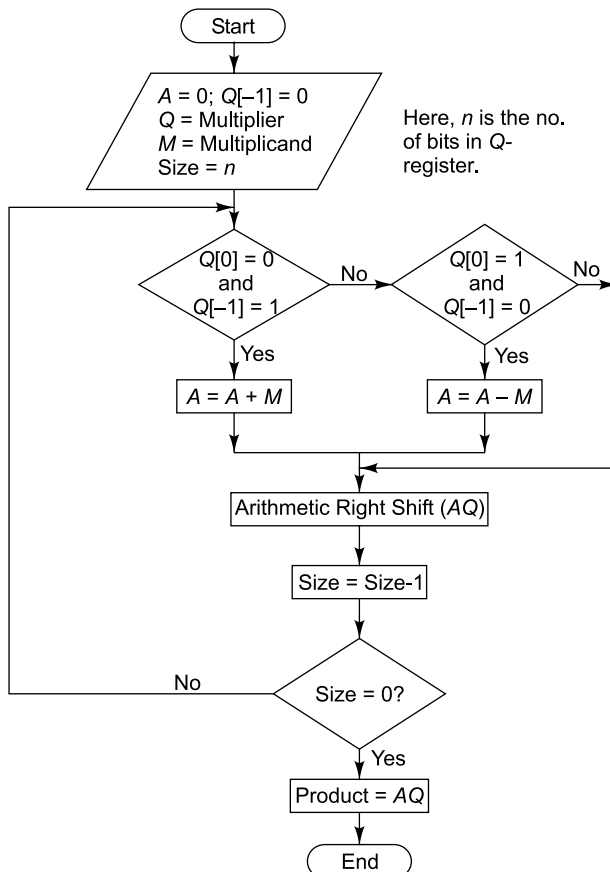 Start
A = 0; Q[–1] = 0
Q = Multiplier
M = Multiplicand
Size = n
Here, n is the no.
of bits in Q-
register.
Q[0] = 0
and
Q[–1] = 1
No
Q[0] = 1
and
Q[–1] = 0
No
Yes
Yes
A = A + M
A = A – M
Arithmetic Right Shift (AQ)
Size = Size-1
No
Size = 0?
Yes
Product = AQ
End